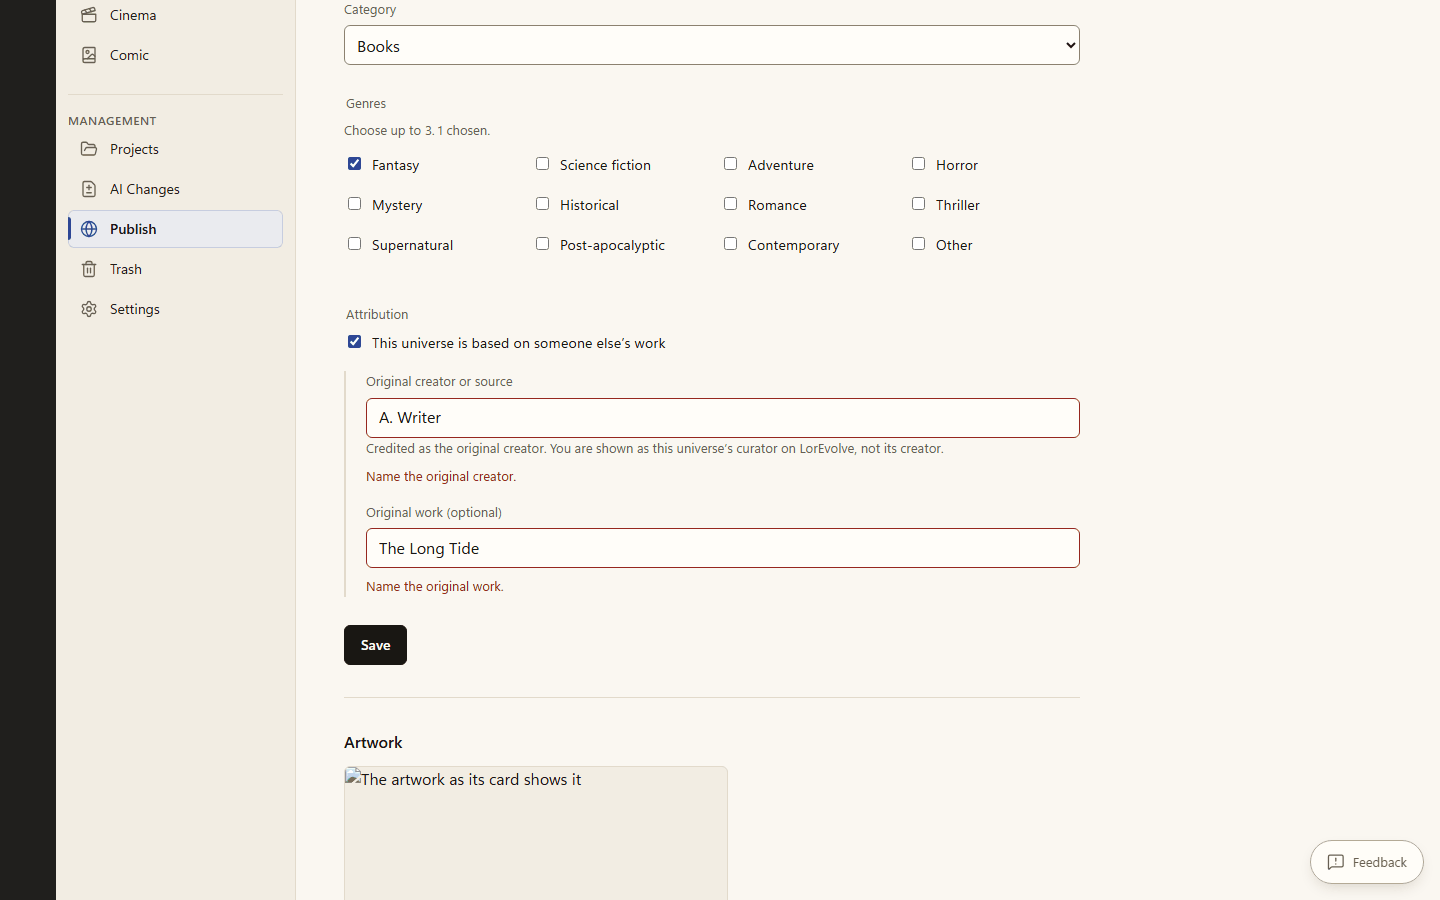 Cinema
Comic
MANAGEMENT
Projects
AI Changes
Publish
Trash
Settings
Category
Books
Genres
Choose up to 3. 1 chosen.
Fantasy
Science fiction
Adventure
Horror
Mystery
Historical
Romance
Thriller
Supernatural
Post-apocalyptic
Contemporary
Other
Attribution
This universe is based on someone else’s work
Original creator or source
A. Writer
Credited as the original creator. You are shown as this universe’s curator on LorEvolve, not its creator.
Name the original creator.
Original work (optional)
The Long Tide
Name the original work.
Save
Artwork
The artwork as its card shows it
Feedback